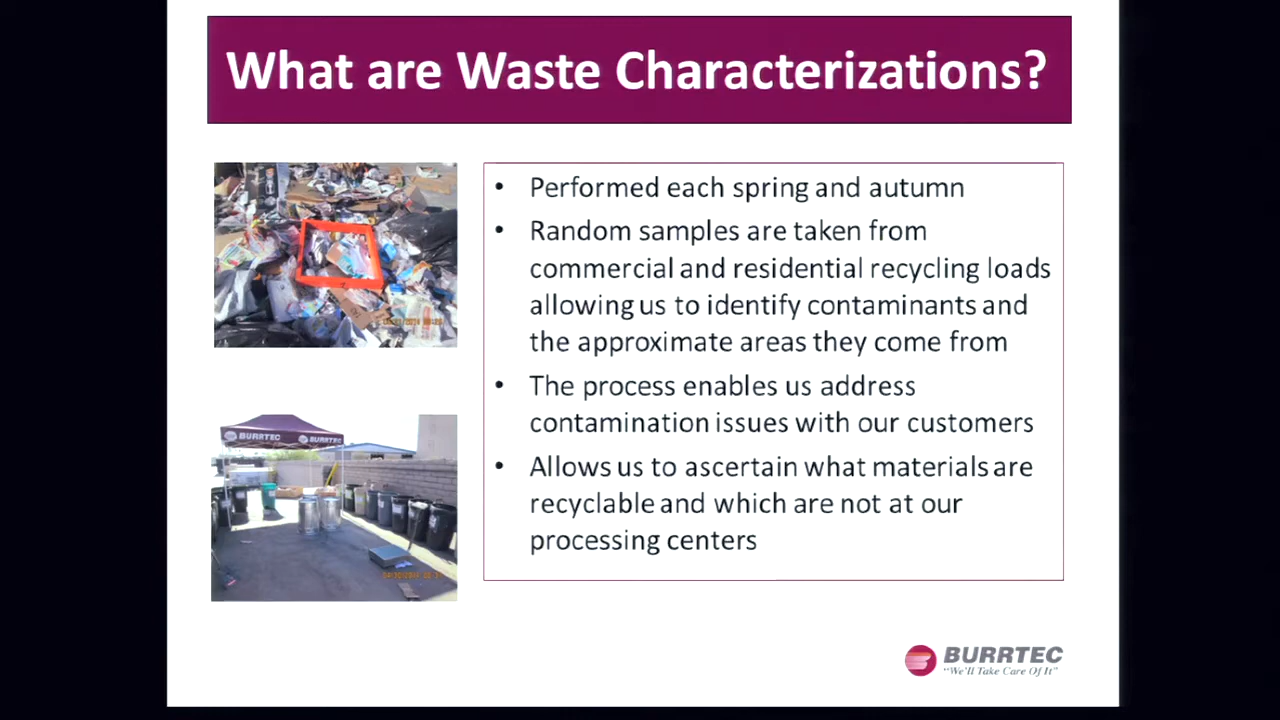 What are Waste Characterizations?
• Performed each spring and autumn
• Random samples are taken from
commercial and residential recycling loads
allowing us to identify contaminants and
the approximate areas they come from
• The process enables us address
contamination issues with our customers
• Allows us to ascertain what materials are
recyclable and which are not at our
processing centers
BURRTEC
BURRTEC
BURRTEC
"We'll Take Care Of It"